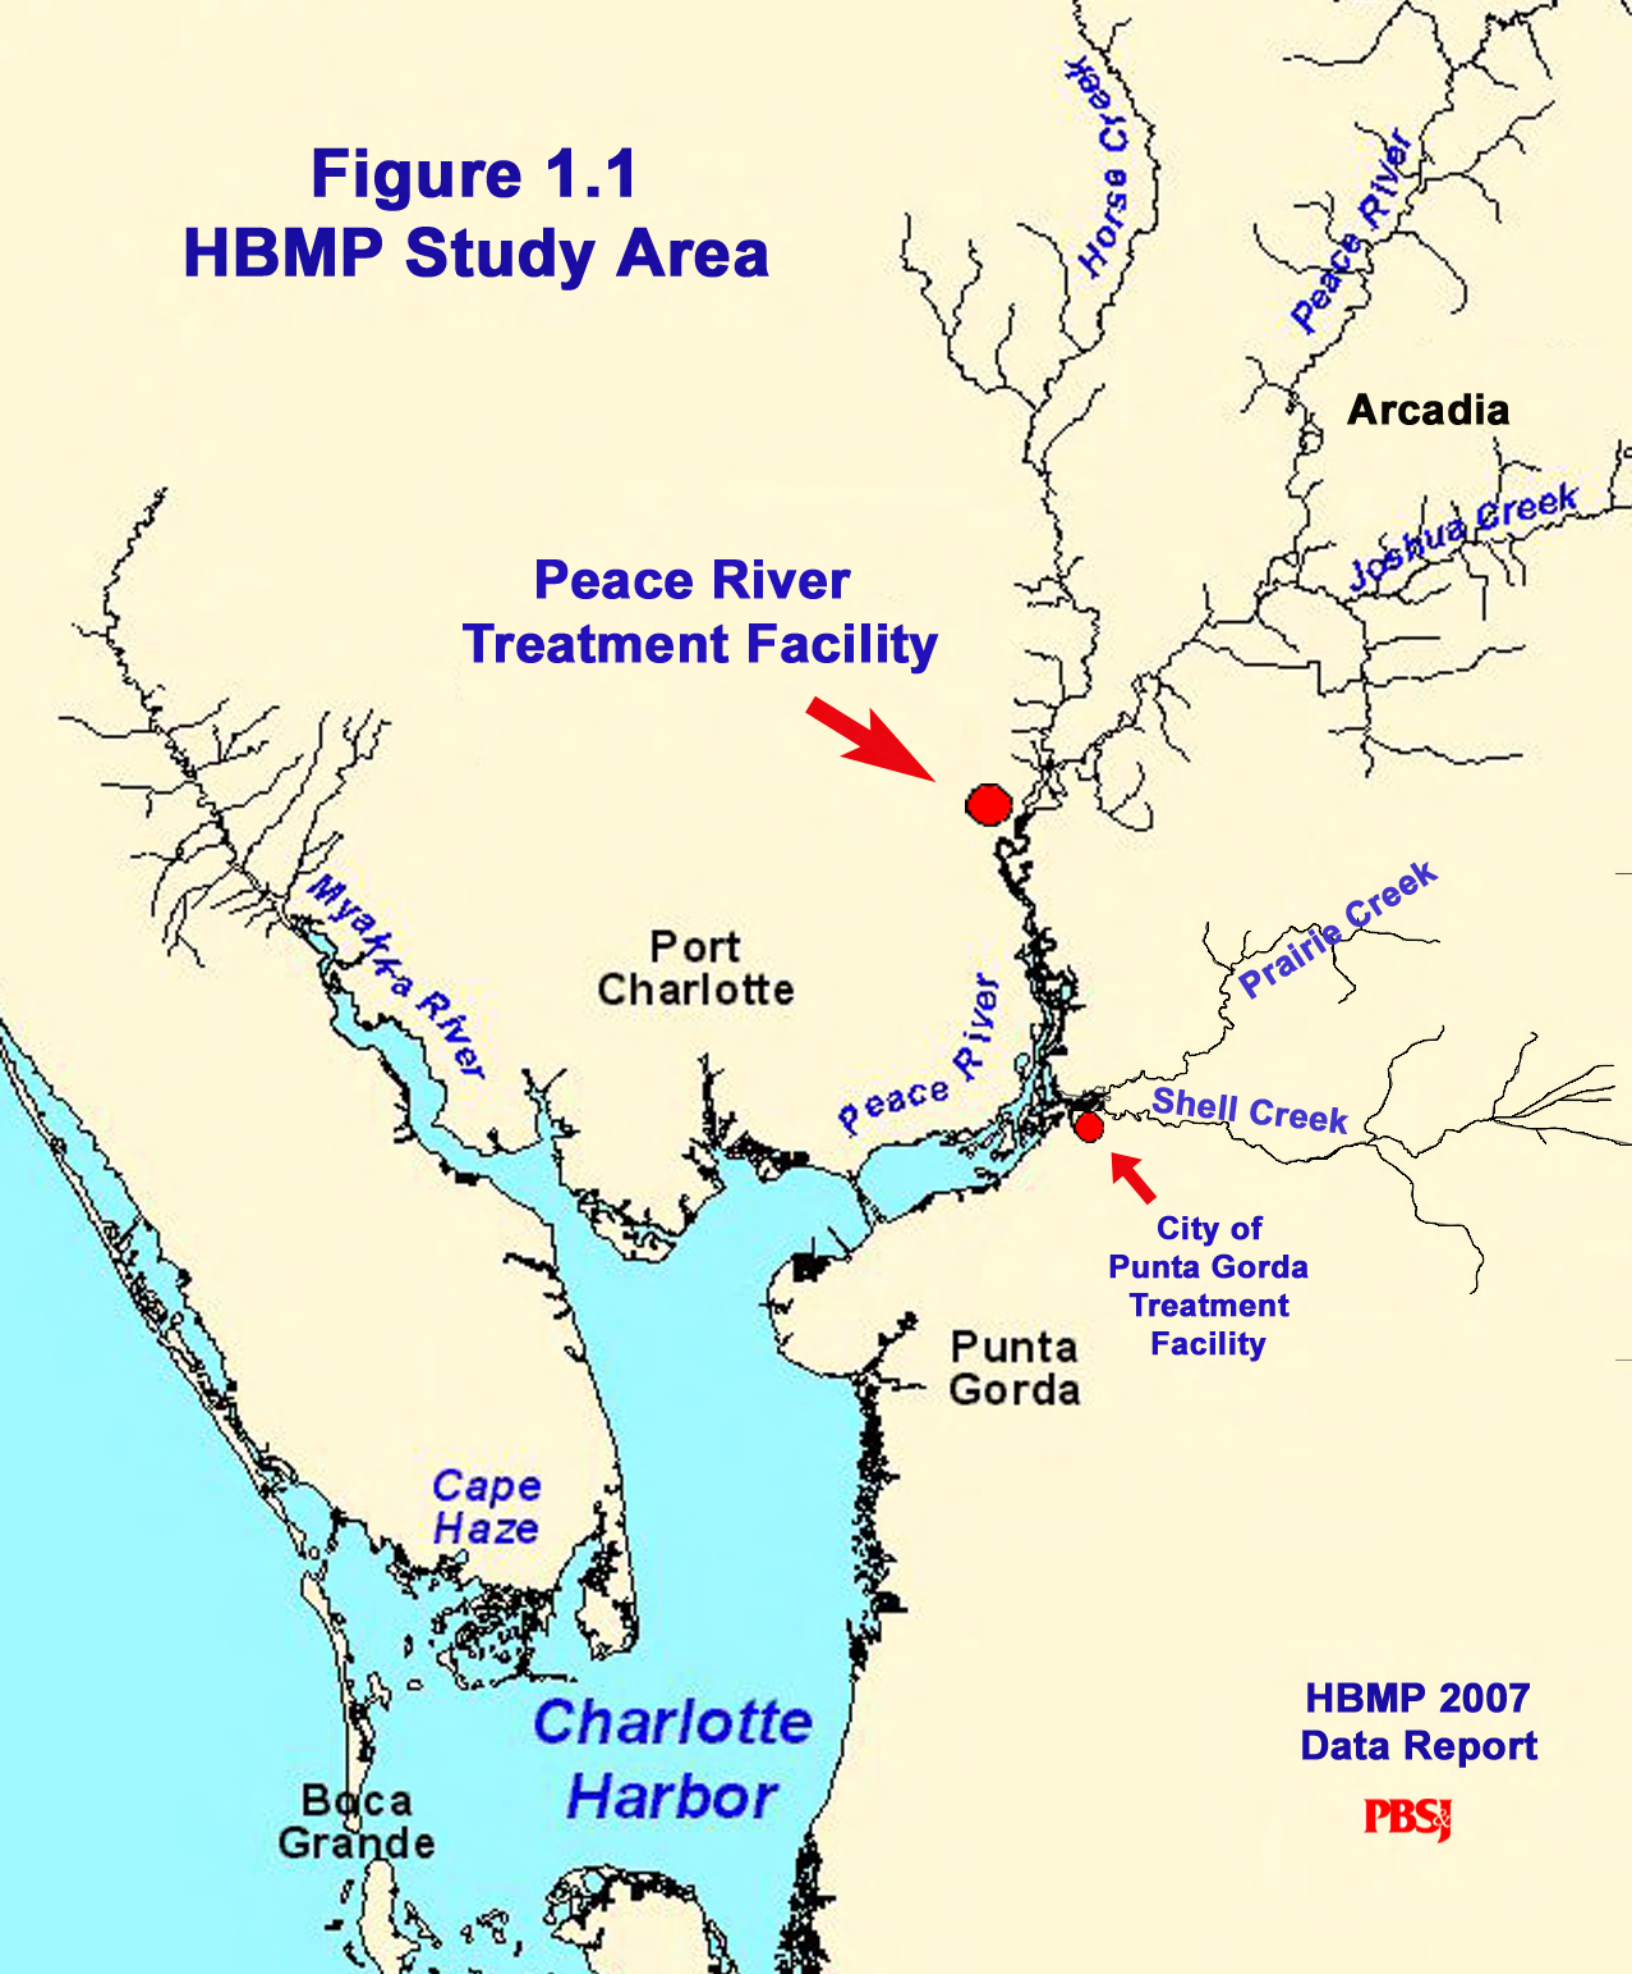 Figure 1.1
HBMP Study Area
Horse Creek
Peace River
Arcadia
Joshua Creek
Peace River
Treatment Facility
Myakka River
Port
Charlotte
Peace River
Prairie Creek
Shell Creek
City of
Punta Gorda
Treatment
Facility
Punta
Gorda
Cape
Haze
Charlotte
Harbor
Boca
Grande
HBMP 2007
Data Report
PBS&J